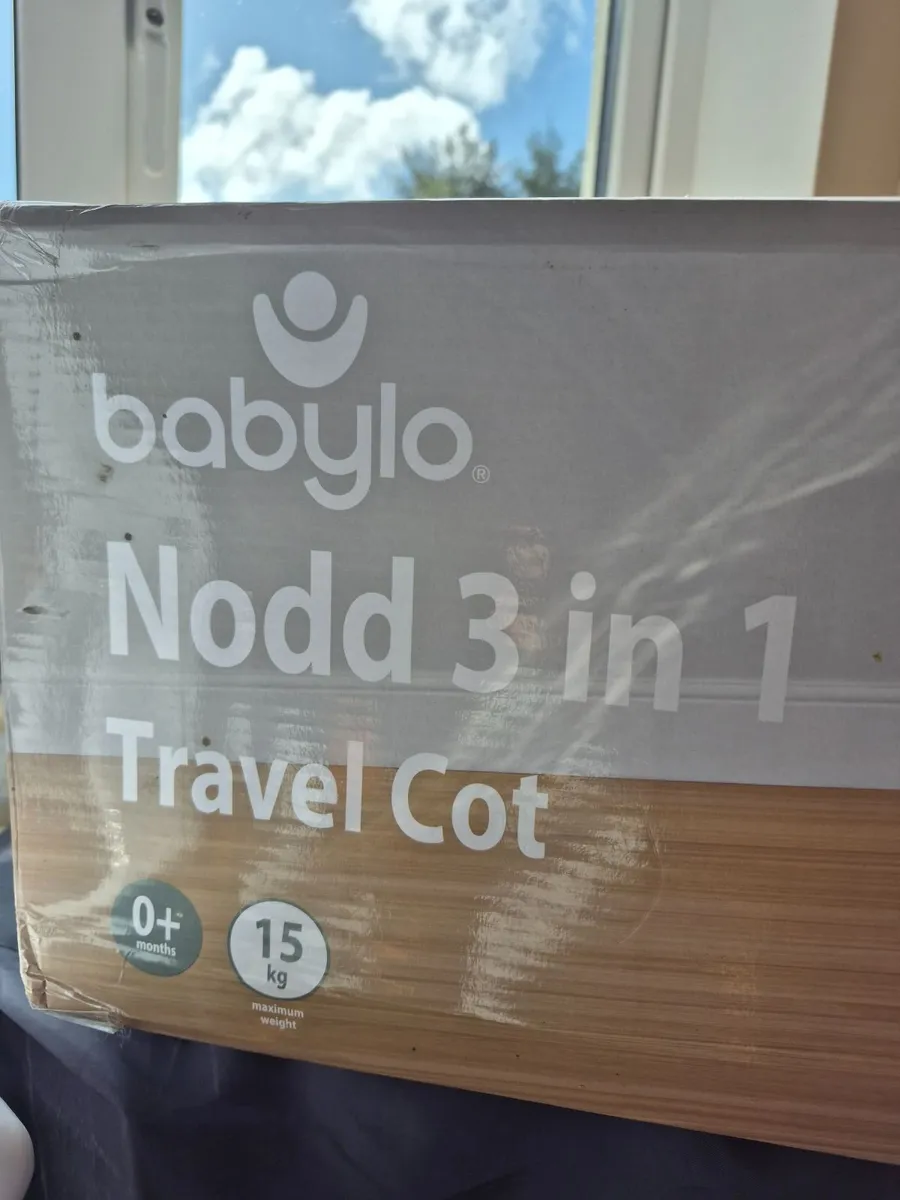 babylo®
Nodd 3 in 1
Travel Cot
0+
months
15
kg
maximum
weight